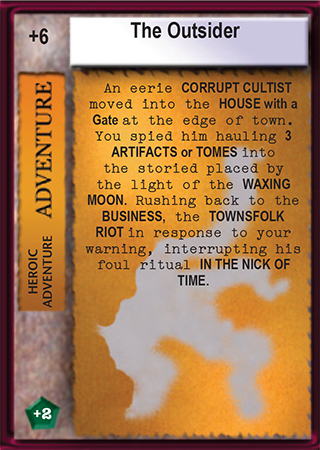 +6
The Outsider
HEROIC
ADVENTURE
ADVENTURE
An eerie CORRUPT CULTIST
moved into the HOUSE with a
Gate at the edge of town.
You spied him hauling 3
ARTIFACTS or TOMES into
the storied placed by
the light of the WAXING
MOON. Rushing back to the
BUSINESS, the TOWNSFOLK
RIOT in response to your
warning, interrupting his
foul ritual IN THE NICK OF
TIME.
+2